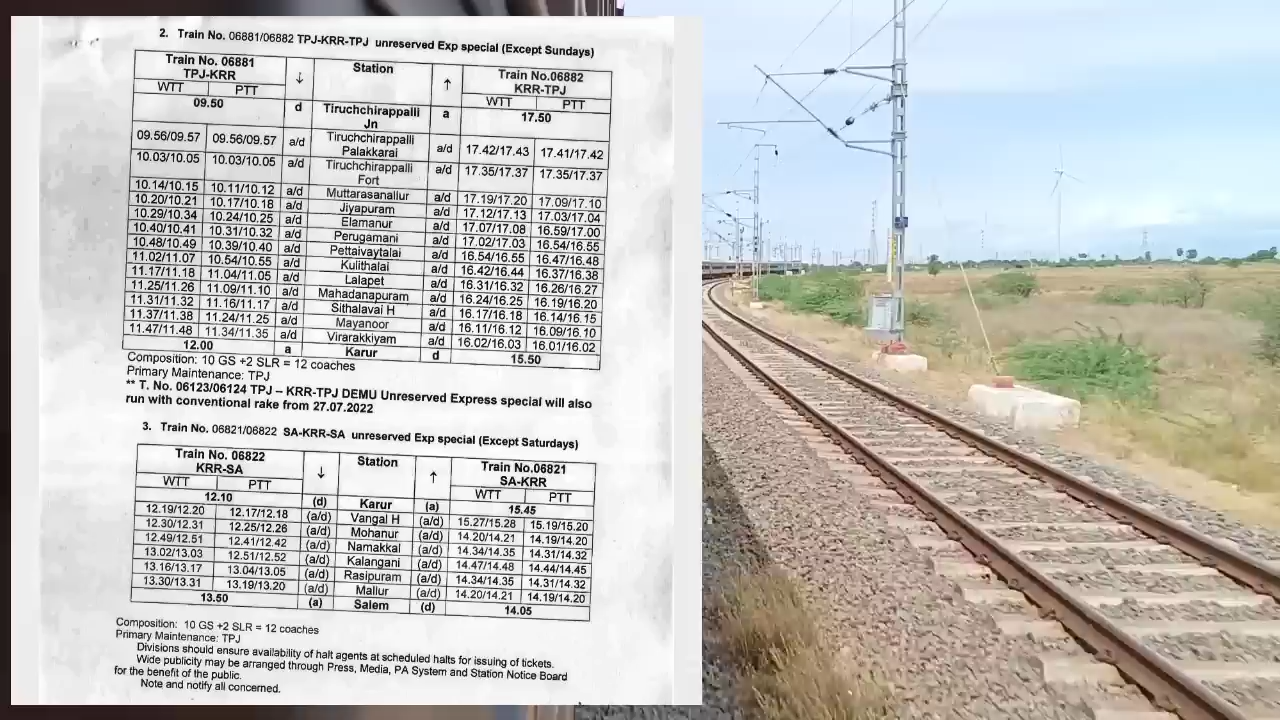 2. Train No. 06881/06882 TPJ-KRR-TPJ unreserved Exp special (Except Sundays)
Train No. 06881 TPJ-KRR ↓ Station ↑ Train No.06882 KRR-TPJ
WTT PTT WTT PTT
09.50 d Tiruchchirappalli Jn a 17.50
09.56/09.57 09.56/09.57 a/d Tiruchchirappalli Palakkarai a/d 17.42/17.43 17.41/17.42
10.03/10.05 10.03/10.05 a/d Tiruchchirappalli Fort a/d 17.35/17.37 17.35/17.37
10.14/10.15 10.11/10.12 a/d Muttarasanallur a/d 17.19/17.20 17.09/17.10
10.20/10.21 10.17/10.18 a/d Jiyapuram a/d 17.12/17.13 17.03/17.04
10.29/10.34 10.24/10.25 a/d Elamanur a/d 17.07/17.08 16.59/17.00
10.40/10.41 10.31/10.32 a/d Perugamani a/d 17.02/17.03 16.54/16.55
10.48/10.49 10.39/10.40 a/d Pettaivaytalai a/d 16.54/16.55 16.47/16.48
11.02/11.07 10.54/10.55 a/d Kulithalai a/d 16.42/16.44 16.37/16.38
11.17/11.18 11.04/11.05 a/d Lalapet a/d 16.31/16.32 16.26/16.27
11.25/11.26 11.09/11.10 a/d Mahadanapuram a/d 16.24/16.25 16.19/16.20
11.31/11.32 11.16/11.17 a/d Sithalavai H a/d 16.17/16.18 16.14/16.15
11.37/11.38 11.24/11.25 a/d Mayanoor a/d 16.11/16.12 16.09/16.10
11.47/11.48 11.34/11.35 a/d Virarakkiyam a/d 16.02/16.03 16.01/16.02
12.00 a Karur d 15.50
Composition: 10 GS +2 SLR = 12 coaches
Primary Maintenance: TPJ
** T. No. 06123/06124 TPJ – KRR-TPJ DEMU Unreserved Express special will also
run with conventional rake from 27.07.2022
3. Train No. 06821/06822 SA-KRR-SA unreserved Exp special (Except Saturdays)
Train No. 06822 KRR-SA ↓ Station ↑ Train No.06821 SA-KRR
WTT PTT WTT PTT
12.10 (d) Karur (a) 15.45
12.19/12.20 12.17/12.18 (a/d) Vangal H (a/d) 15.27/15.28 15.19/15.20
12.30/12.31 12.25/12.26 (a/d) Mohanur (a/d) 14.20/14.21 14.19/14.20
12.49/12.51 12.41/12.42 (a/d) Namakkal (a/d) 14.34/14.35 14.31/14.32
13.02/13.03 12.51/12.52 (a/d) Kalangani (a/d) 14.47/14.48 14.44/14.45
13.16/13.17 13.04/13.05 (a/d) Rasipuram (a/d) 14.34/14.35 14.31/14.32
13.30/13.31 13.19/13.20 (a/d) Mallur (a/d) 14.20/14.21 14.19/14.20
13.50 (a) Salem (d) 14.05
Composition: 10 GS +2 SLR = 12 coaches
Primary Maintenance: TPJ
Divisions should ensure availability of halt agents at scheduled halts for issuing of tickets.
Wide publicity may be arranged through Press, Media, PA System and Station Notice Board
for the benefit of the public.
Note and notify all concerned.